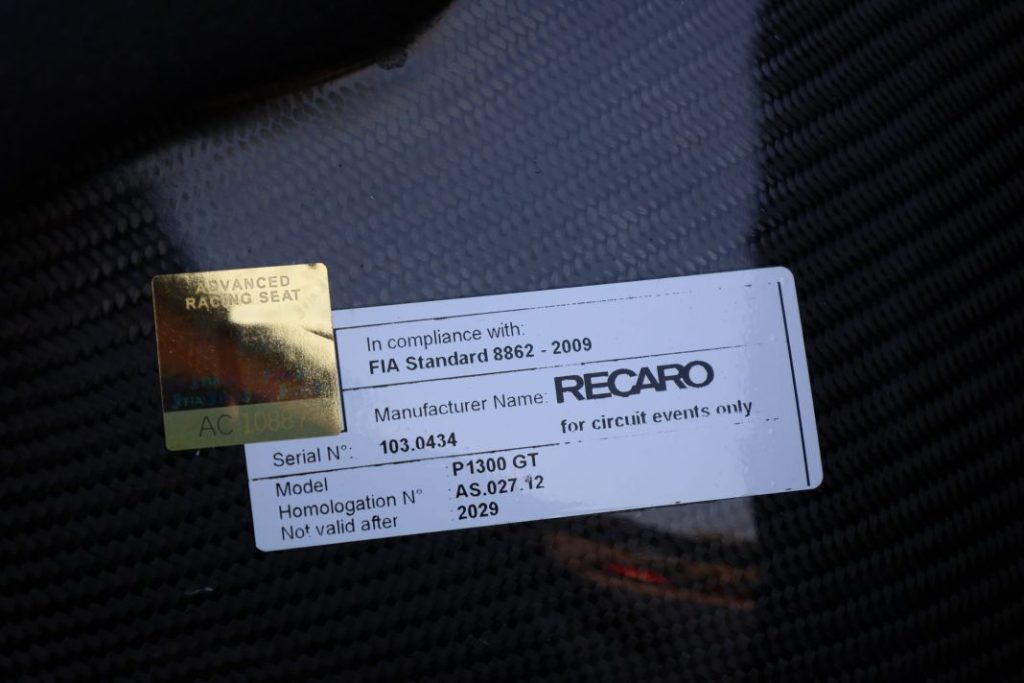 ADVANCED
RACING SEAT
FIA
AC
In compliance with:
FIA Standard 8862 - 2009
Manufacturer Name: RECARO
for circuit events only
Serial N°: 103.0434
Model P1300 GT
Homologation N° AS.027.12
Not valid after 2029